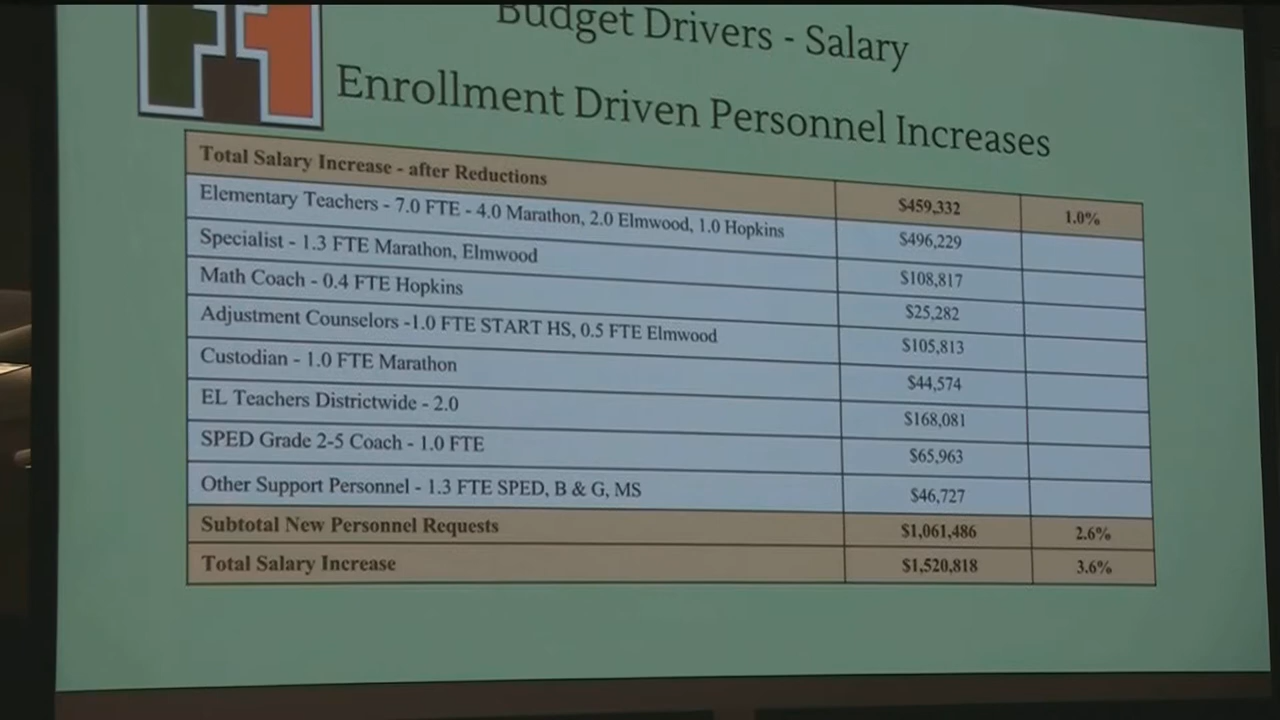 Budget Drivers - Salary
Enrollment Driven Personnel Increases
Total Salary Increase - after Reductions $459,332 1.0%
Elementary Teachers - 7.0 FTE - 4.0 Marathon, 2.0 Elmwood, 1.0 Hopkins $496,229
Specialist - 1.3 FTE Marathon, Elmwood $108,817
Math Coach - 0.4 FTE Hopkins $25,282
Adjustment Counselors -1.0 FTE START HS, 0.5 FTE Elmwood $105,813
Custodian - 1.0 FTE Marathon $44,574
EL Teachers Districtwide - 2.0 $168,081
SPED Grade 2-5 Coach - 1.0 FTE $65,963
Other Support Personnel - 1.3 FTE SPED, B & G, MS $46,727
Subtotal New Personnel Requests $1,061,486 2.6%
Total Salary Increase $1,520,818 3.6%